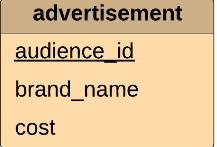 advertisement
audience_id
brand_name
cost